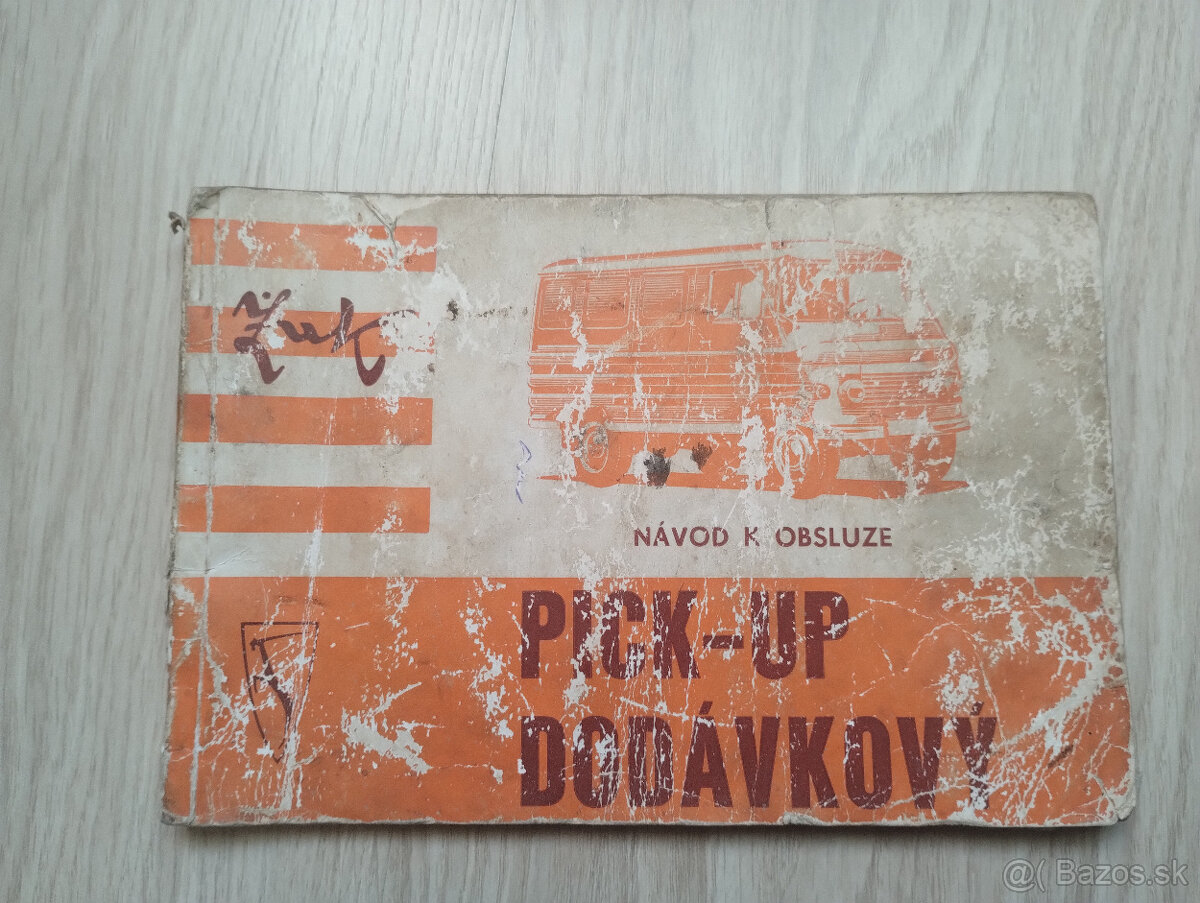 Żuk
NÁVOD K OBSLUZE
PICK-UP
DODÁVKOVÝ
@( Bazos.sk